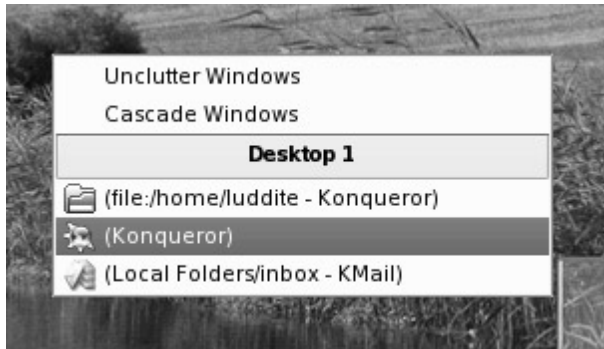 Unclutter Windows
Cascade Windows
Desktop 1
(file:/home/luddite - Konqueror)
(Konqueror)
(Local Folders/inbox - KMail)